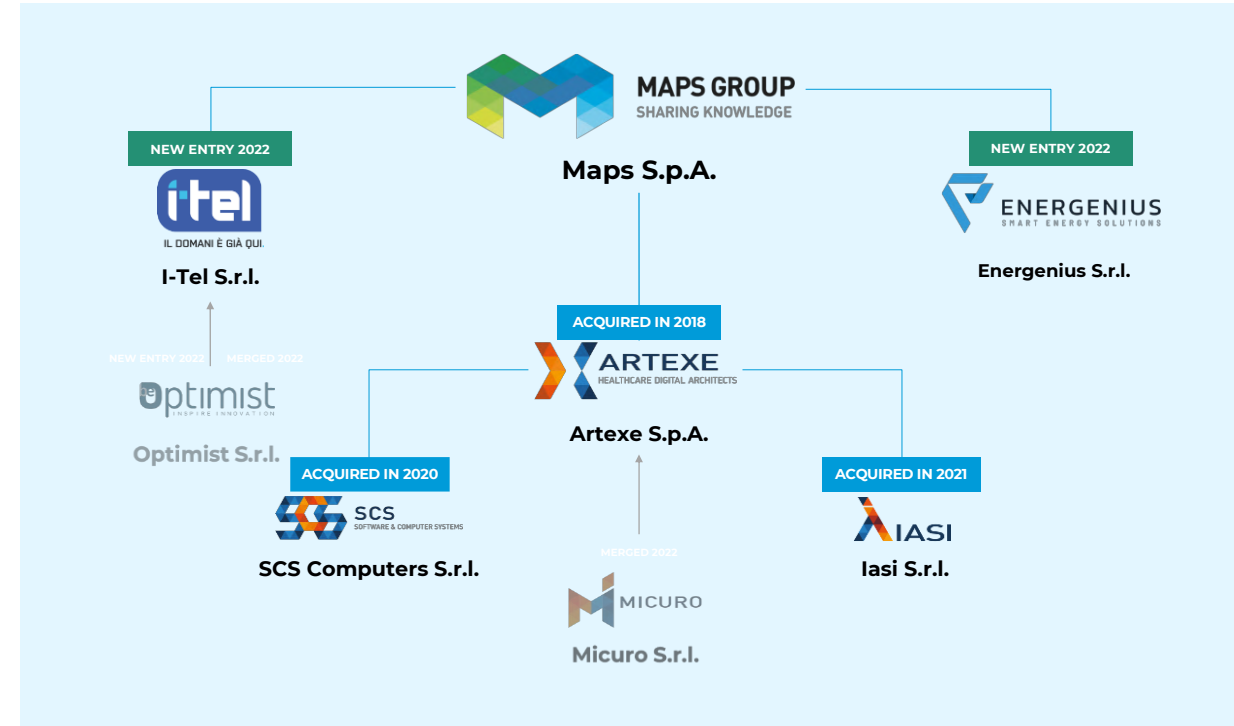 MAPS GROUP
SHARING KNOWLEDGE
Maps S.p.A.
NEW ENTRY 2022
i-tel
IL DOMANI È GIÀ QUI.
I-Tel S.r.l.
NEW ENTRY 2022
ENERGENIUS
SMART ENERGY SOLUTIONS
Energenius S.r.l.
ACQUIRED IN 2018
ARTEXE
HEALTHCARE DIGITAL ARCHITECTS
Artexe S.p.A.
NEW ENTRY 2022 MERGED 2022
be Optimist
INSPIRE INNOVATION
Optimist S.r.l.
ACQUIRED IN 2020
SCS
SCS
SOFTWARE & COMPUTER SYSTEMS
SCS Computers S.r.l.
ACQUIRED IN 2021
IASI
Iasi S.r.l.
MERGED 2022
MICURO
Micuro S.r.l.